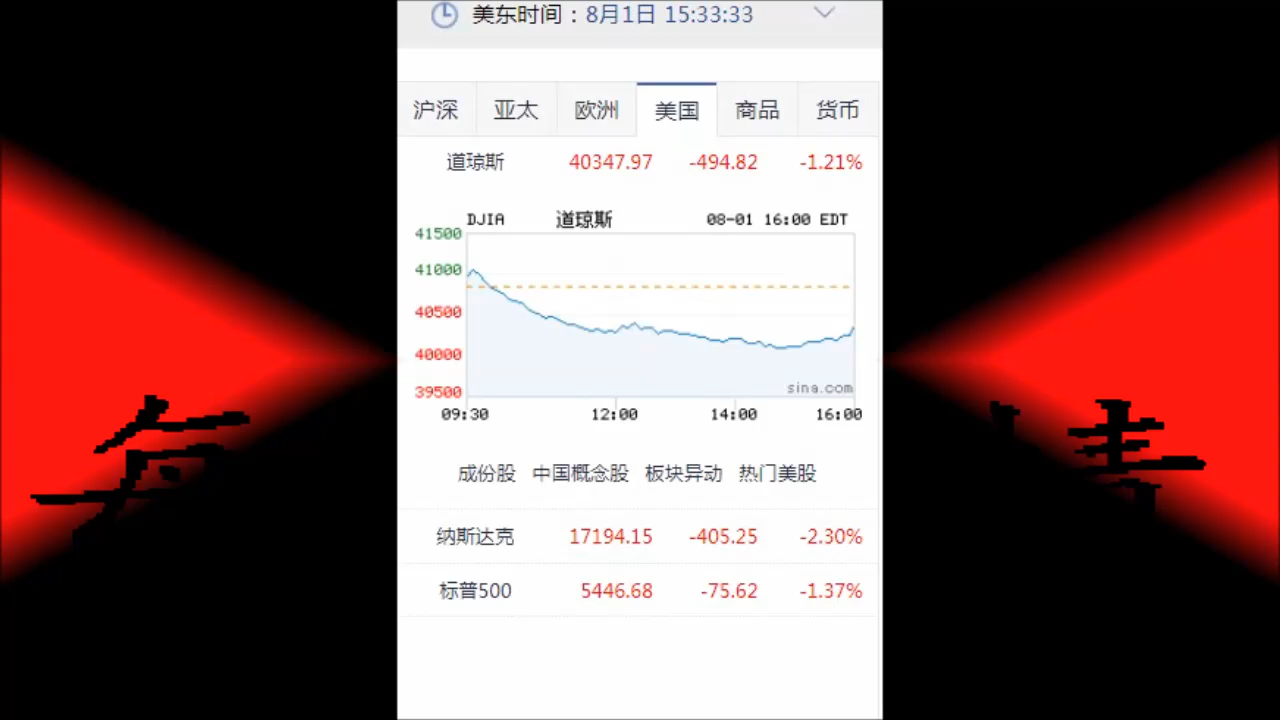 美东时间：8月1日 15:33:33
沪深 亚太 欧洲 美国 商品 货币
道琼斯 40347.97 -494.82 -1.21%
DJIA 道琼斯 08-01 16:00 EDT
41500
41000
40500
40000
39500
sina.com
09:30 12:00 14:00 16:00
成份股 中国概念股 板块异动 热门美股
纳斯达克 17194.15 -405.25 -2.30%
标普500 5446.68 -75.62 -1.37%